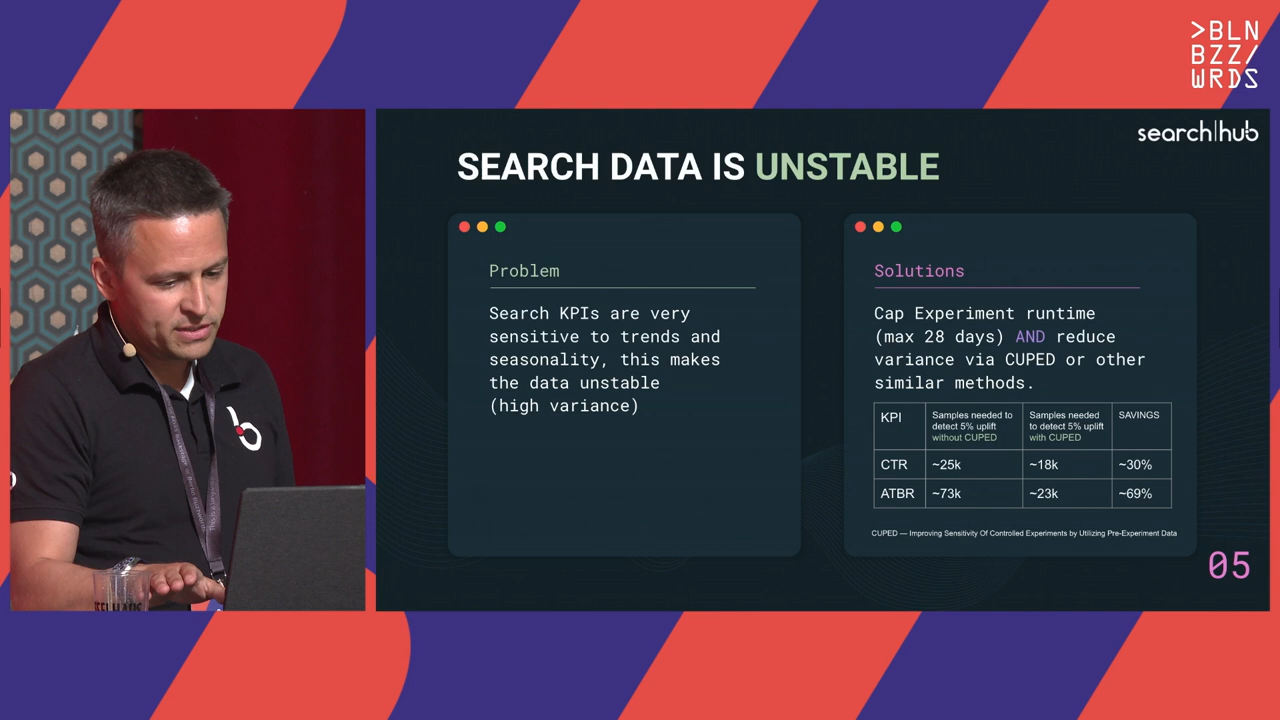 >BLN
BZZ/
WRDS
search|hub
SEARCH DATA IS UNSTABLE
Problem
Search KPIs are very
sensitive to trends and
seasonality, this makes
the data unstable
(high variance)
Solutions
Cap Experiment runtime
(max 28 days) AND reduce
variance via CUPED or other
similar methods.
KPI
Samples needed to
detect 5% uplift
without CUPED
Samples needed
to detect 5% uplift
with CUPED
SAVINGS
CTR ~25k ~18k ~30%
ATBR ~73k ~23k ~69%
CUPED — Improving Sensitivity Of Controlled Experiments by Utilizing Pre-Experiment Data
05
b